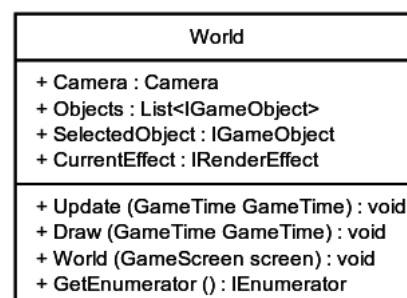 World
+ Camera : Camera
+ Objects : List<IGameObject>
+ SelectedObject : IGameObject
+ CurrentEffect : IRenderEffect
+ Update (GameTime GameTime) : void
+ Draw (GameTime GameTime) : void
+ World (GameScreen screen) : void
+ GetEnumerator () : IEnumerator